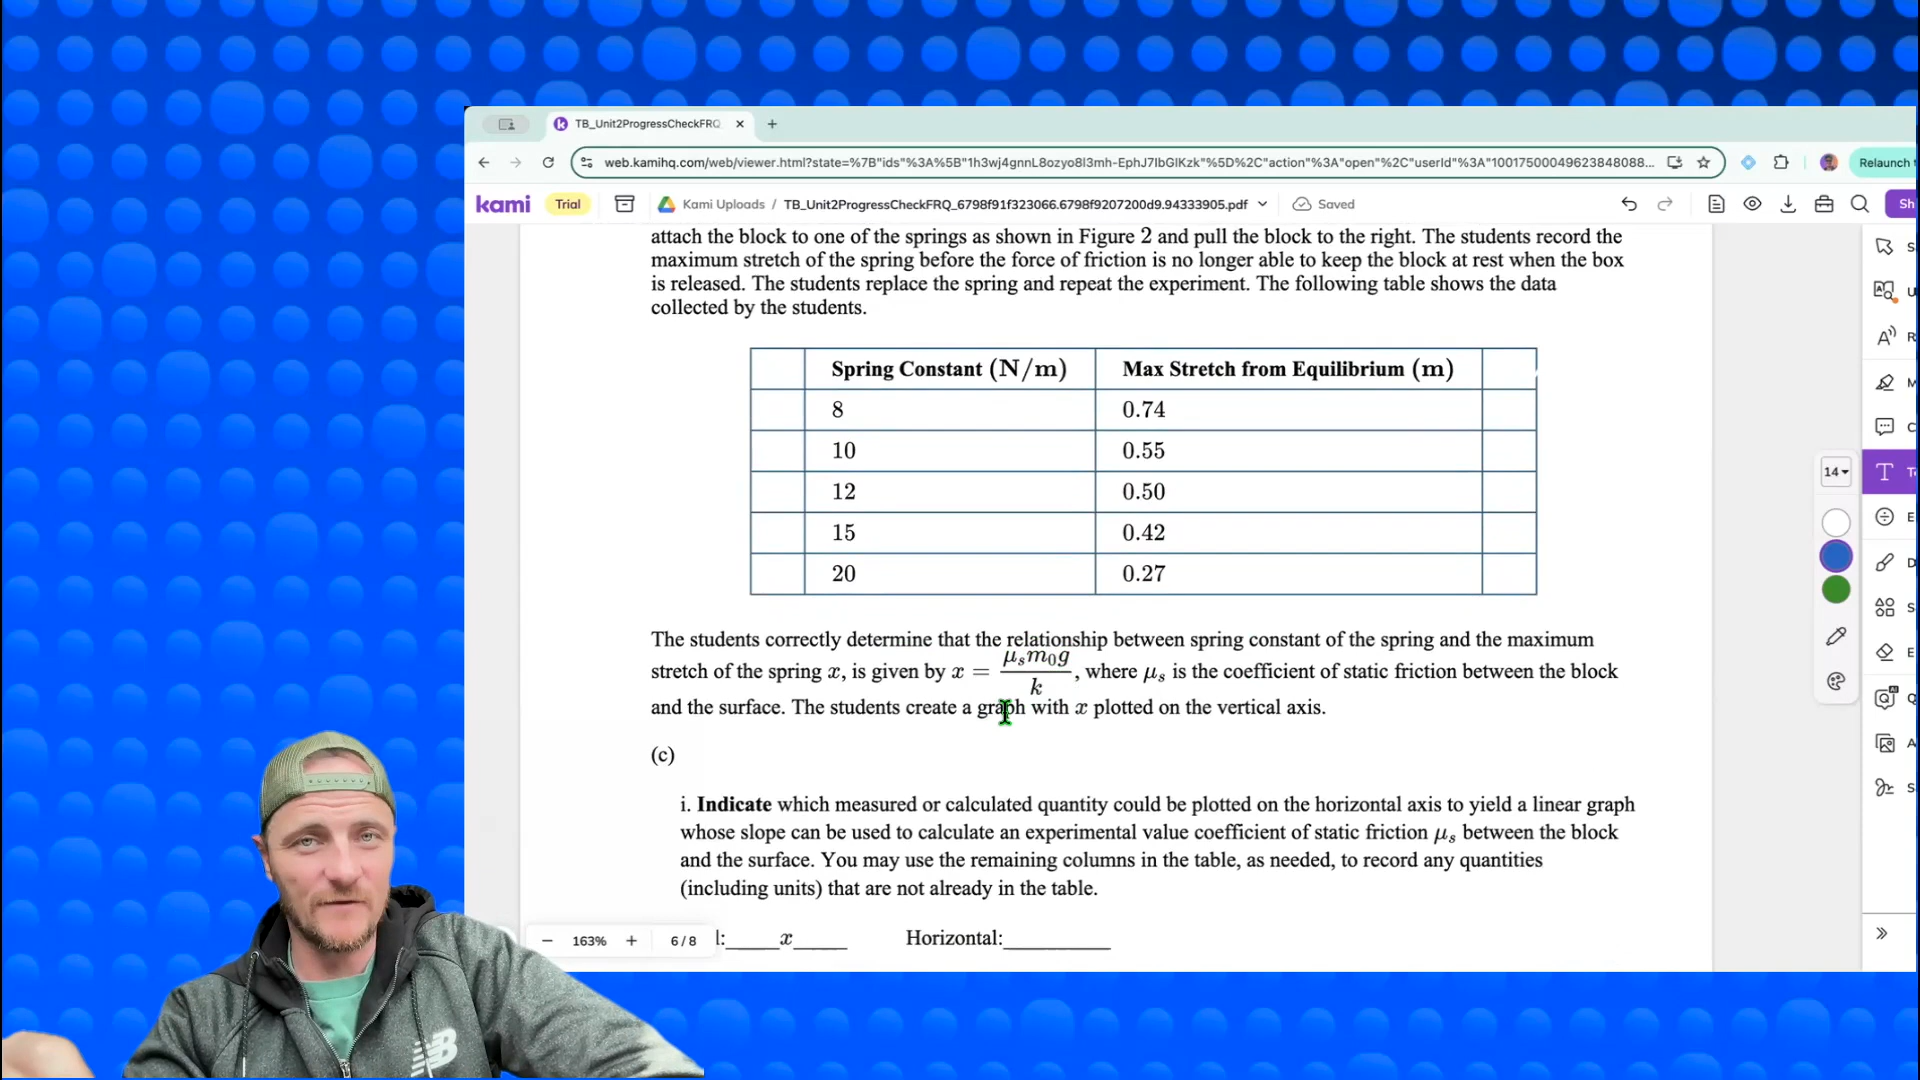 TB_Unit2ProgressCheckFRQ
web.kamihq.com/web/viewer.html?state=%7B"ids"%3A%5B"1h3wj4gnnL8ozyo8l3mh-EphJ7IbGlKzk"%5D%2C"action"%3A"open"%2C"userId"%3A"10017500049623848088...
Relaunch
kami Trial Kami Uploads / TB_Unit2ProgressCheckFRQ_6798f91f323066.6798f9207200d9.94333905.pdf Saved Sh
attach the block to one of the springs as shown in Figure 2 and pull the block to the right. The students record the
maximum stretch of the spring before the force of friction is no longer able to keep the block at rest when the box
is released. The students replace the spring and repeat the experiment. The following table shows the data
collected by the students.
Spring Constant (N/m) Max Stretch from Equilibrium (m)
8 0.74
10 0.55
12 0.50
15 0.42
20 0.27
The students correctly determine that the relationship between spring constant of the spring and the maximum
stretch of the spring x, is given by x = μₛm₀g/k, where μₛ is the coefficient of static friction between the block
and the surface. The students create a graph with x plotted on the vertical axis.
(c)
i. Indicate which measured or calculated quantity could be plotted on the horizontal axis to yield a linear graph
whose slope can be used to calculate an experimental value coefficient of static friction μₛ between the block
and the surface. You may use the remaining columns in the table, as needed, to record any quantities
(including units) that are not already in the table.
l:_____x_____ Horizontal:__________
163% 6 / 8
14
NB